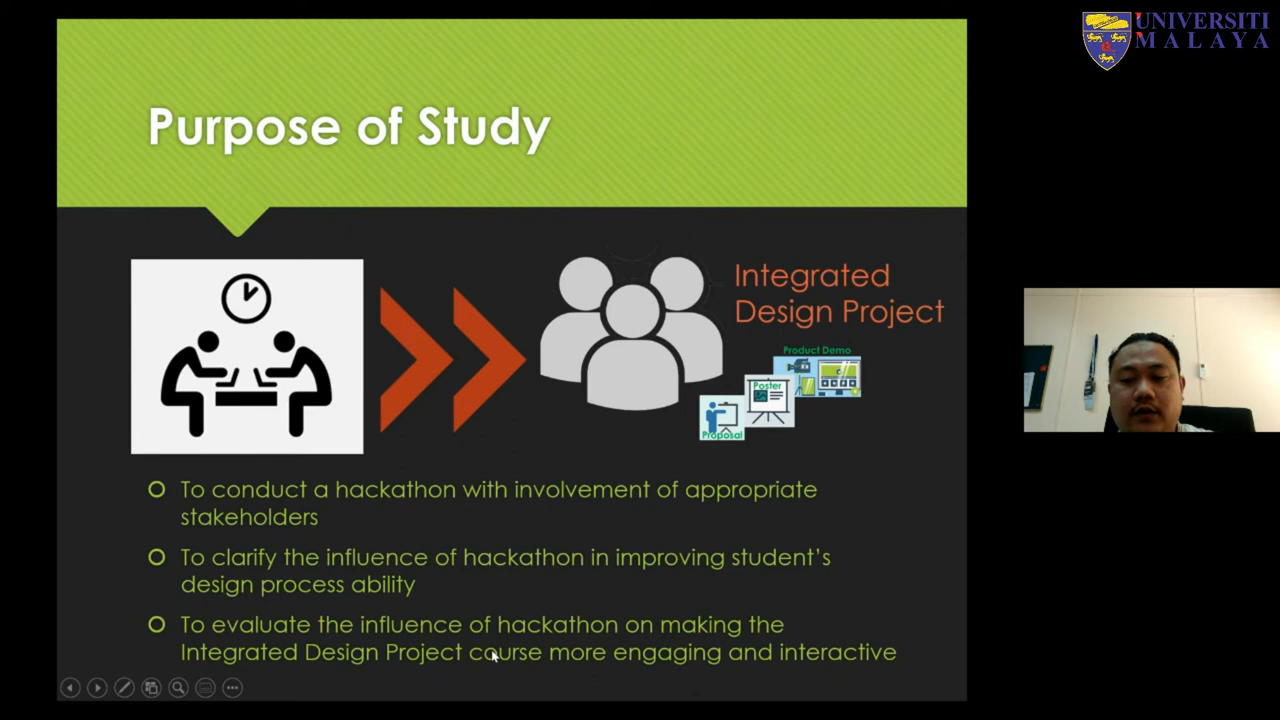 UNIVERSITI
MALAYA
Purpose of Study
Integrated
Design Project
Product Demo
Poster
Proposal
To conduct a hackathon with involvement of appropriate
stakeholders
To clarify the influence of hackathon in improving student's
design process ability
To evaluate the influence of hackathon on making the
Integrated Design Project course more engaging and interactive